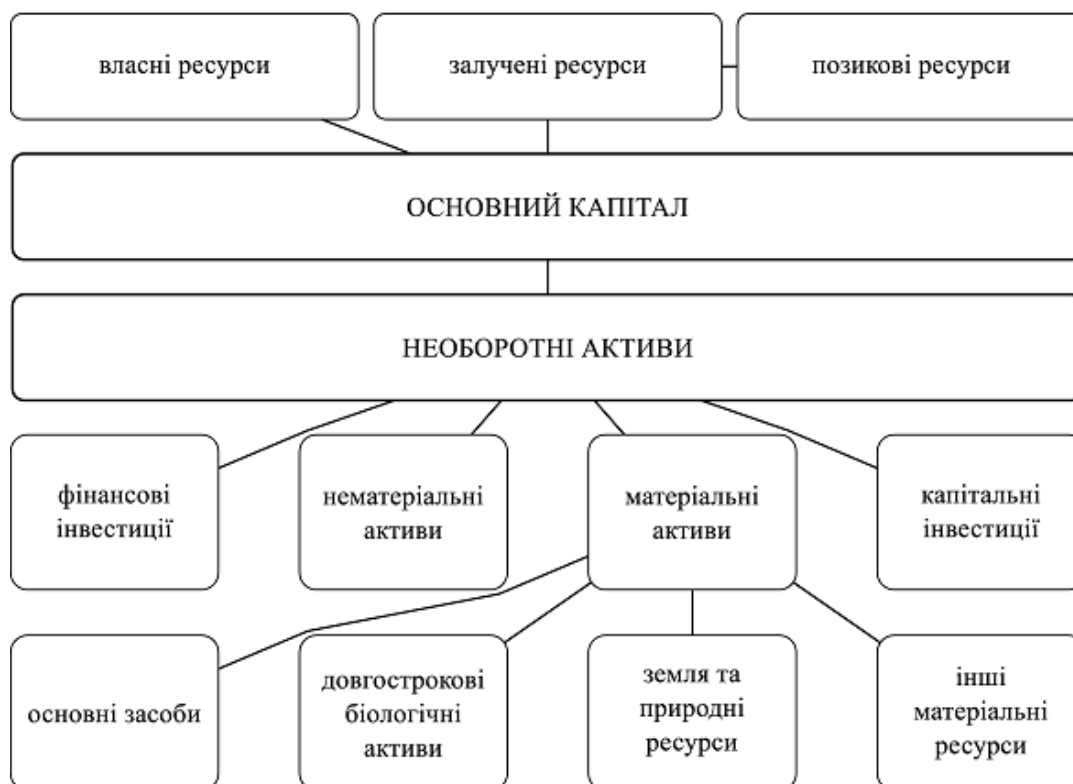 власні ресурси
залучені ресурси
позикові ресурси
ОСНОВНИЙ КАПІТАЛ
НЕОБОРОТНІ АКТИВИ
фінансові
інвестиції
нематеріальні
активи
матеріальні
активи
капітальні
інвестиції
основні засоби
довгострокові
біологічні
активи
земля та
природні
ресурси
інші
матеріальні
ресурси